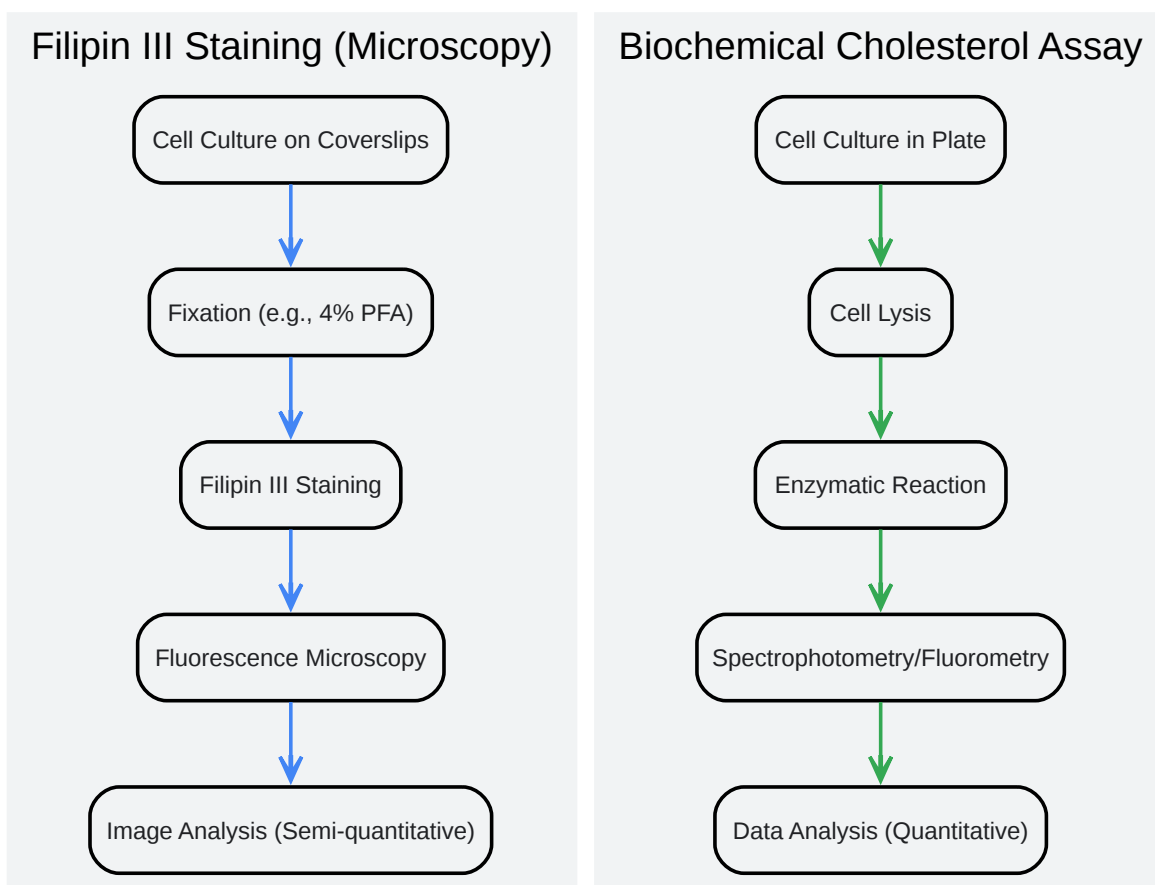 Filipin III Staining (Microscopy)
Cell Culture on Coverslips
Fixation (e.g., 4% PFA)
Filipin III Staining
Fluorescence Microscopy
Image Analysis (Semi-quantitative)
Biochemical Cholesterol Assay
Cell Culture in Plate
Cell Lysis
Enzymatic Reaction
Spectrophotometry/Fluorometry
Data Analysis (Quantitative)